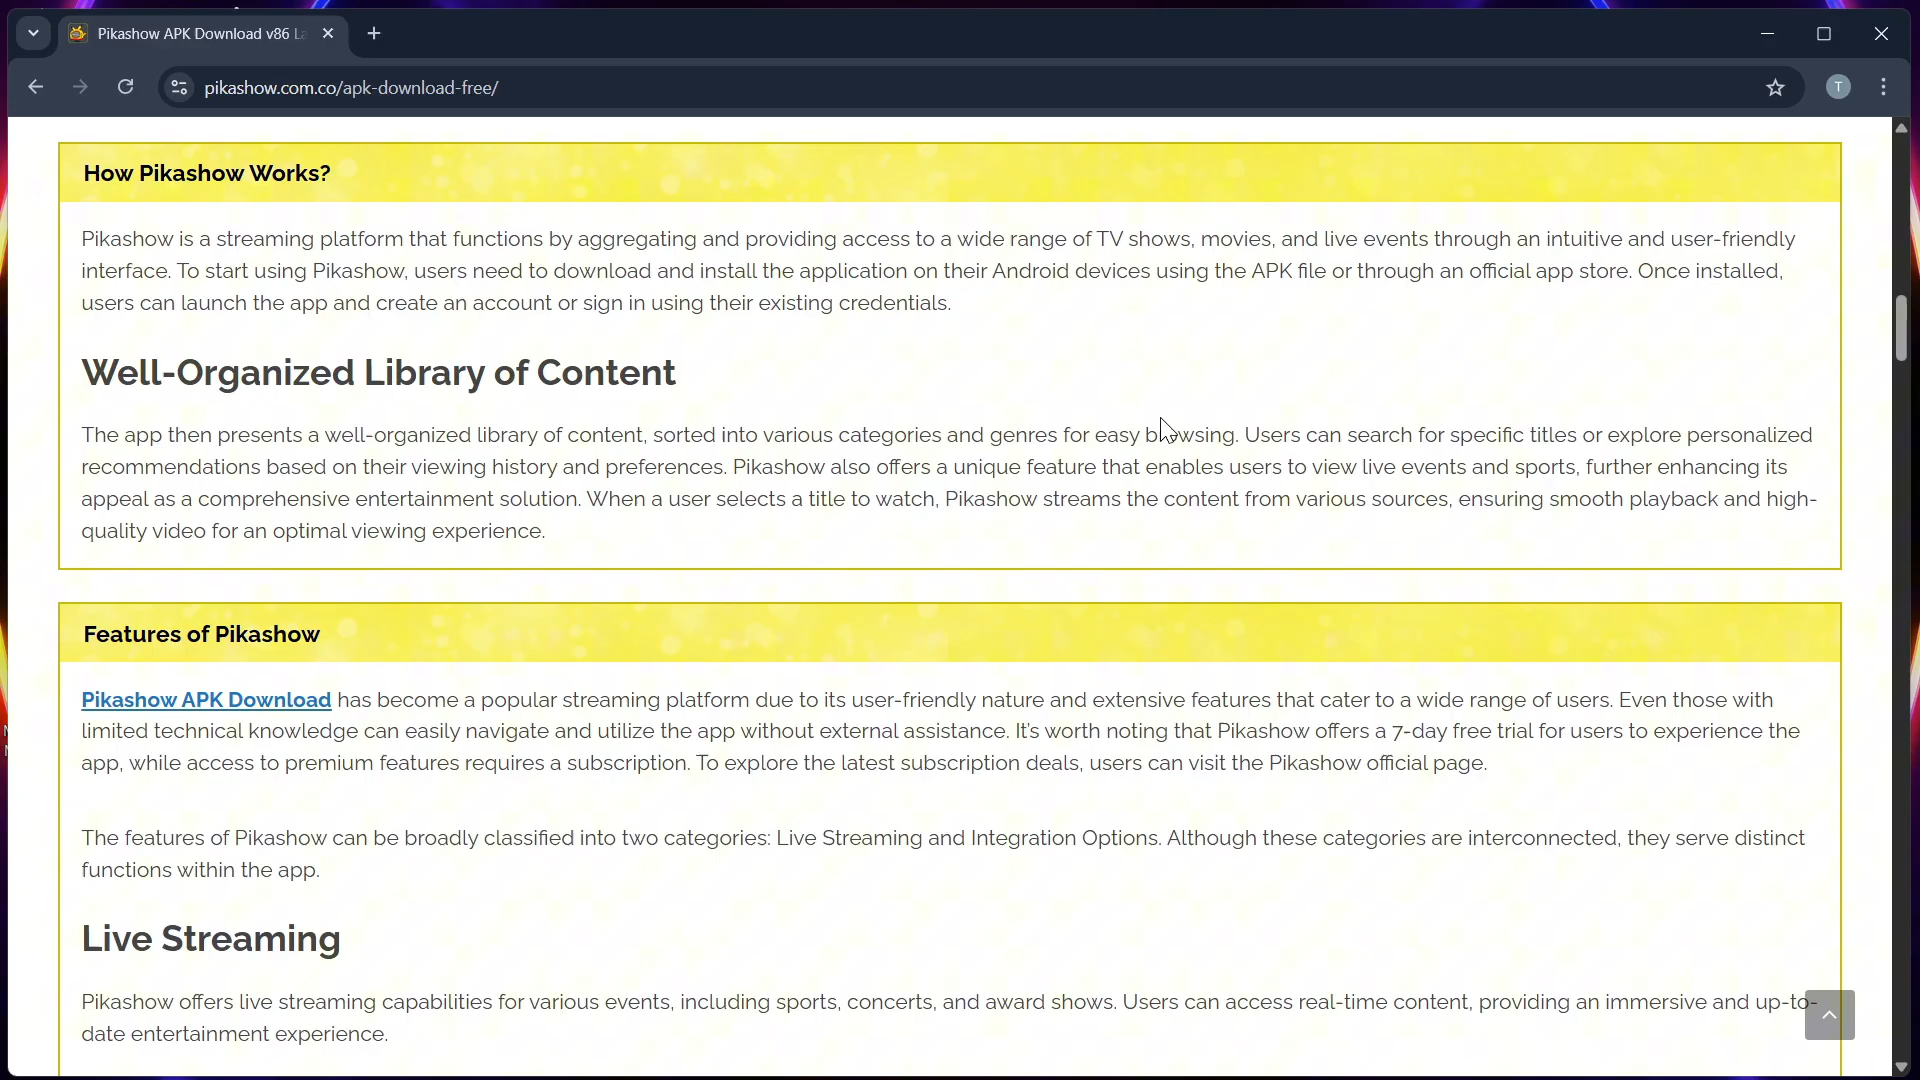 Pikashow APK Download v86 La
pikashow.com.co/apk-download-free/
T
How Pikashow Works?
Pikashow is a streaming platform that functions by aggregating and providing access to a wide range of TV shows, movies, and live events through an intuitive and user-friendly
interface. To start using Pikashow, users need to download and install the application on their Android devices using the APK file or through an official app store. Once installed,
users can launch the app and create an account or sign in using their existing credentials.
Well-Organized Library of Content
The app then presents a well-organized library of content, sorted into various categories and genres for easy browsing. Users can search for specific titles or explore personalized
recommendations based on their viewing history and preferences. Pikashow also offers a unique feature that enables users to view live events and sports, further enhancing its
appeal as a comprehensive entertainment solution. When a user selects a title to watch, Pikashow streams the content from various sources, ensuring smooth playback and high-
quality video for an optimal viewing experience.
Features of Pikashow
Pikashow APK Download has become a popular streaming platform due to its user-friendly nature and extensive features that cater to a wide range of users. Even those with
limited technical knowledge can easily navigate and utilize the app without external assistance. It’s worth noting that Pikashow offers a 7-day free trial for users to experience the
app, while access to premium features requires a subscription. To explore the latest subscription deals, users can visit the Pikashow official page.
The features of Pikashow can be broadly classified into two categories: Live Streaming and Integration Options. Although these categories are interconnected, they serve distinct
functions within the app.
Live Streaming
Pikashow offers live streaming capabilities for various events, including sports, concerts, and award shows. Users can access real-time content, providing an immersive and up-to-
date entertainment experience.